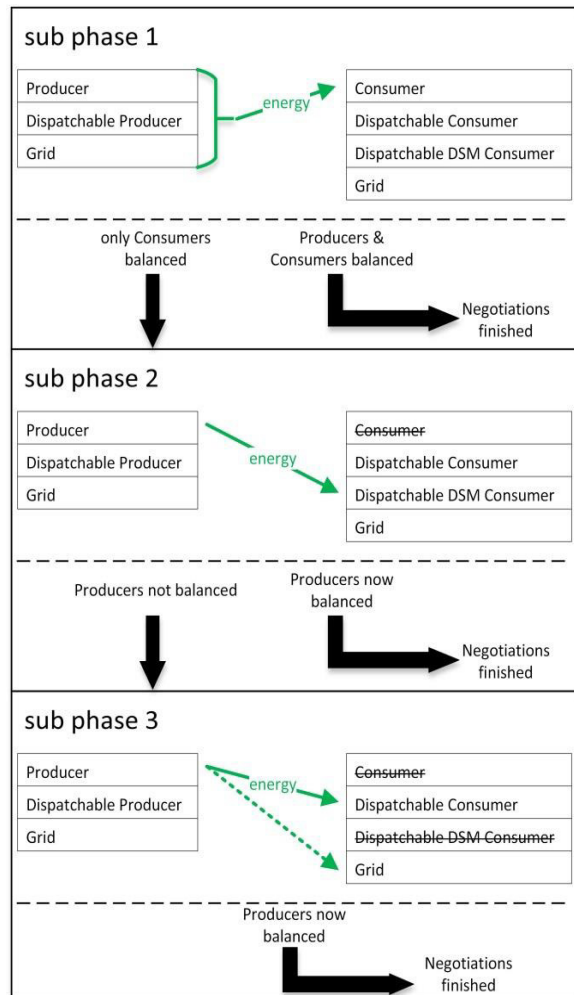 sub phase 1
Producer
Dispatchable Producer
Grid
energy
Consumer
Dispatchable Consumer
Dispatchable DSM Consumer
Grid
only Consumers
balanced
Producers &
Consumers balanced
Negotiations
finished
sub phase 2
Producer
Dispatchable Producer
Grid
energy
Consumer
Dispatchable Consumer
Dispatchable DSM Consumer
Grid
Producers not balanced
Producers now
balanced
Negotiations
finished
sub phase 3
Producer
Dispatchable Producer
Grid
energy
Consumer
Dispatchable Consumer
Dispatchable DSM Consumer
Grid
Producers now
balanced
Negotiations
finished